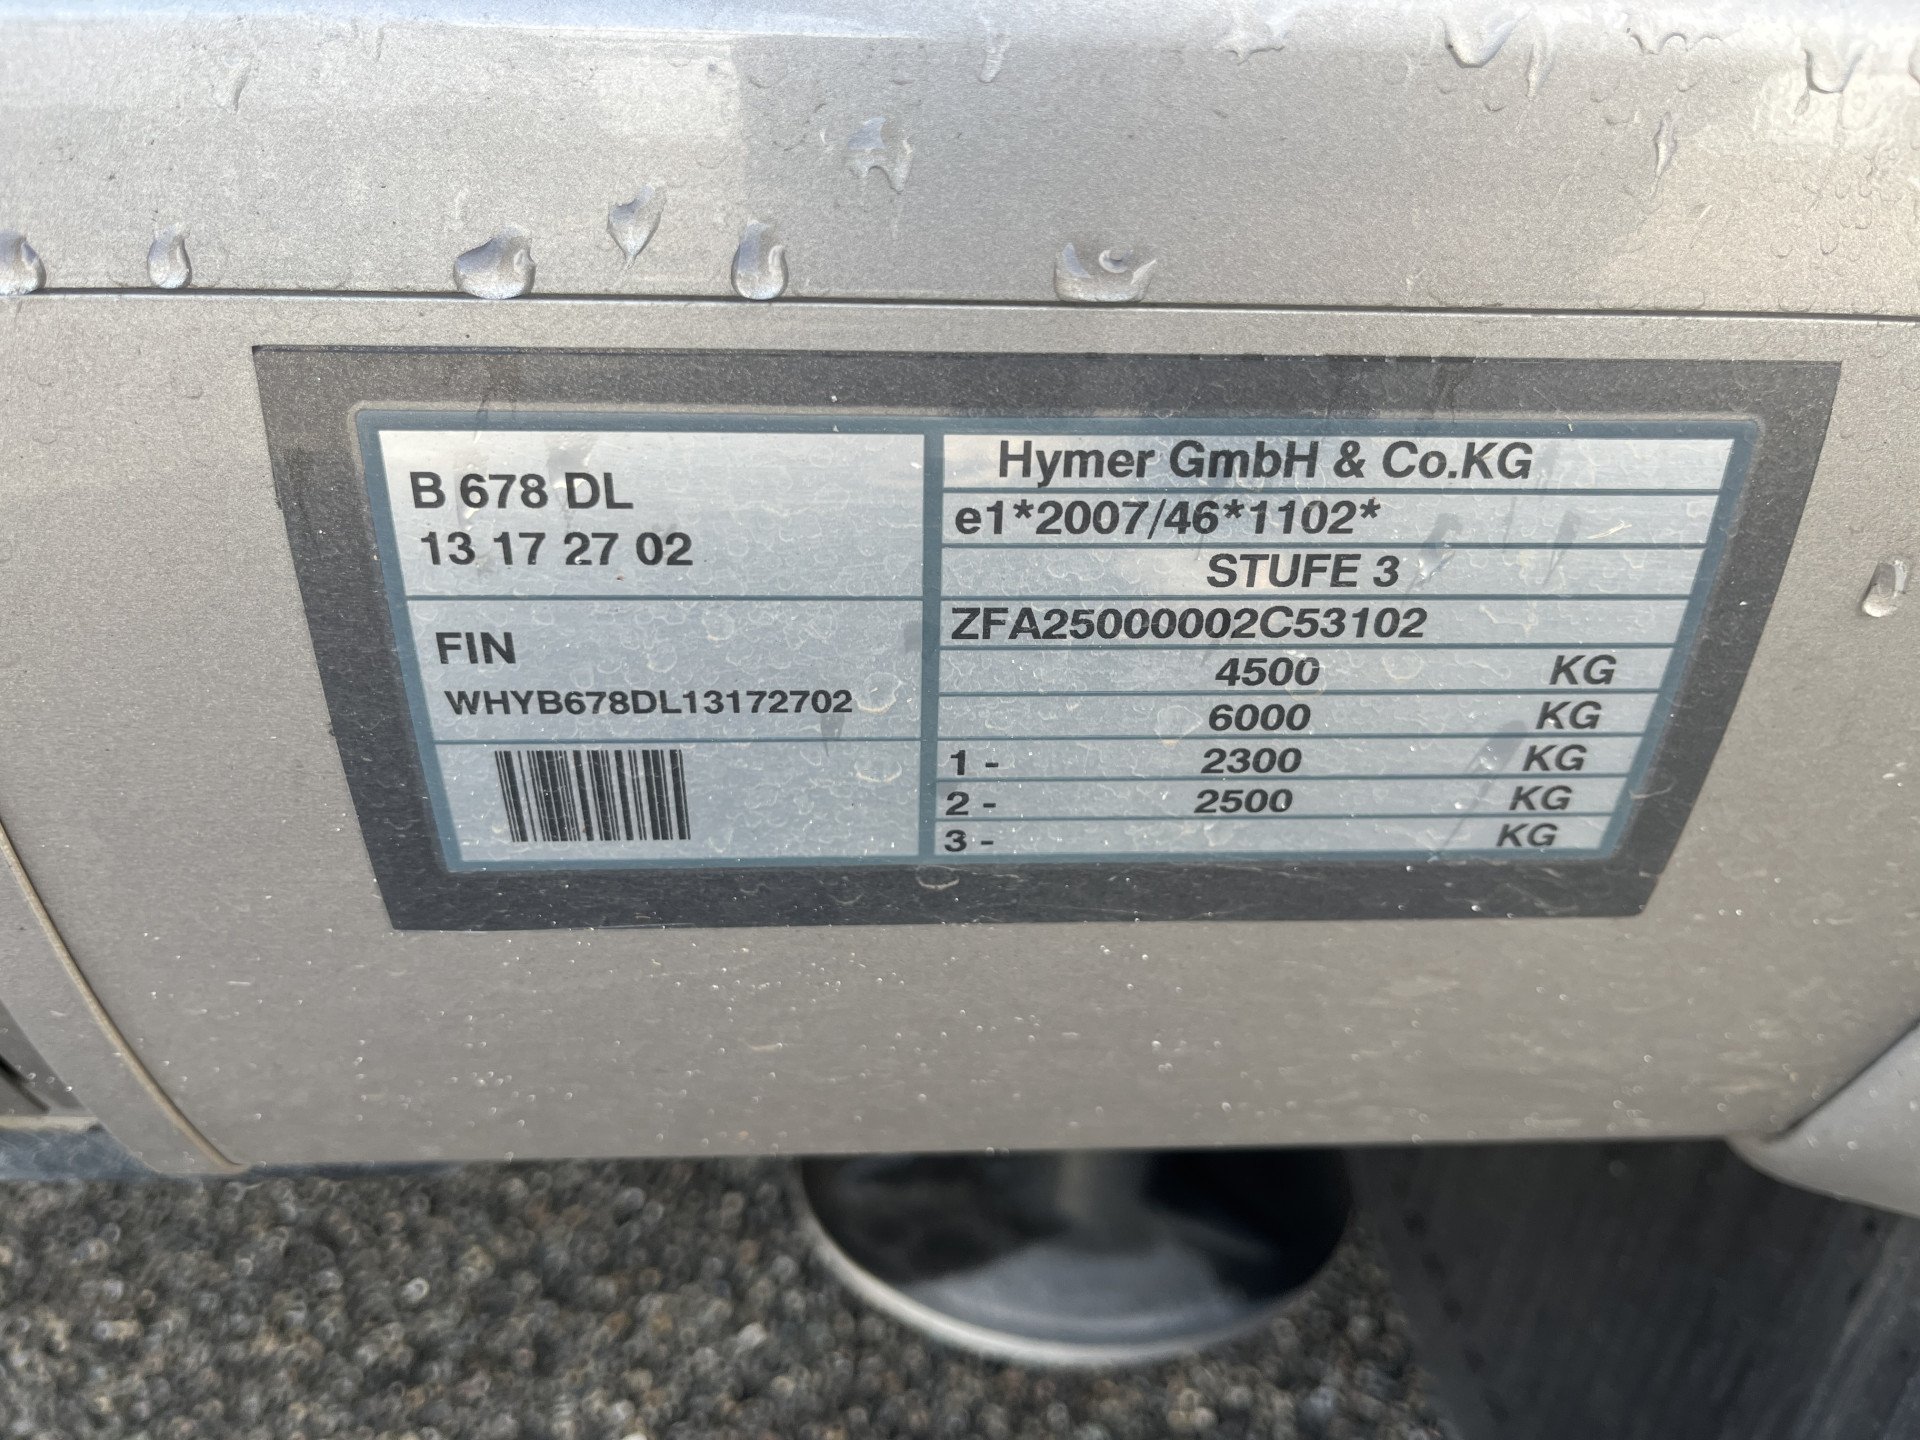 B 678 DL
13 17 27 02
FIN
WHYB678DL13172702
Hymer GmbH & Co.KG
e1*2007/46*1102*
STUFE 3
ZFA25000002C53102
4500 KG
6000 KG
1 - 2300 KG
2 - 2500 KG
3 - KG